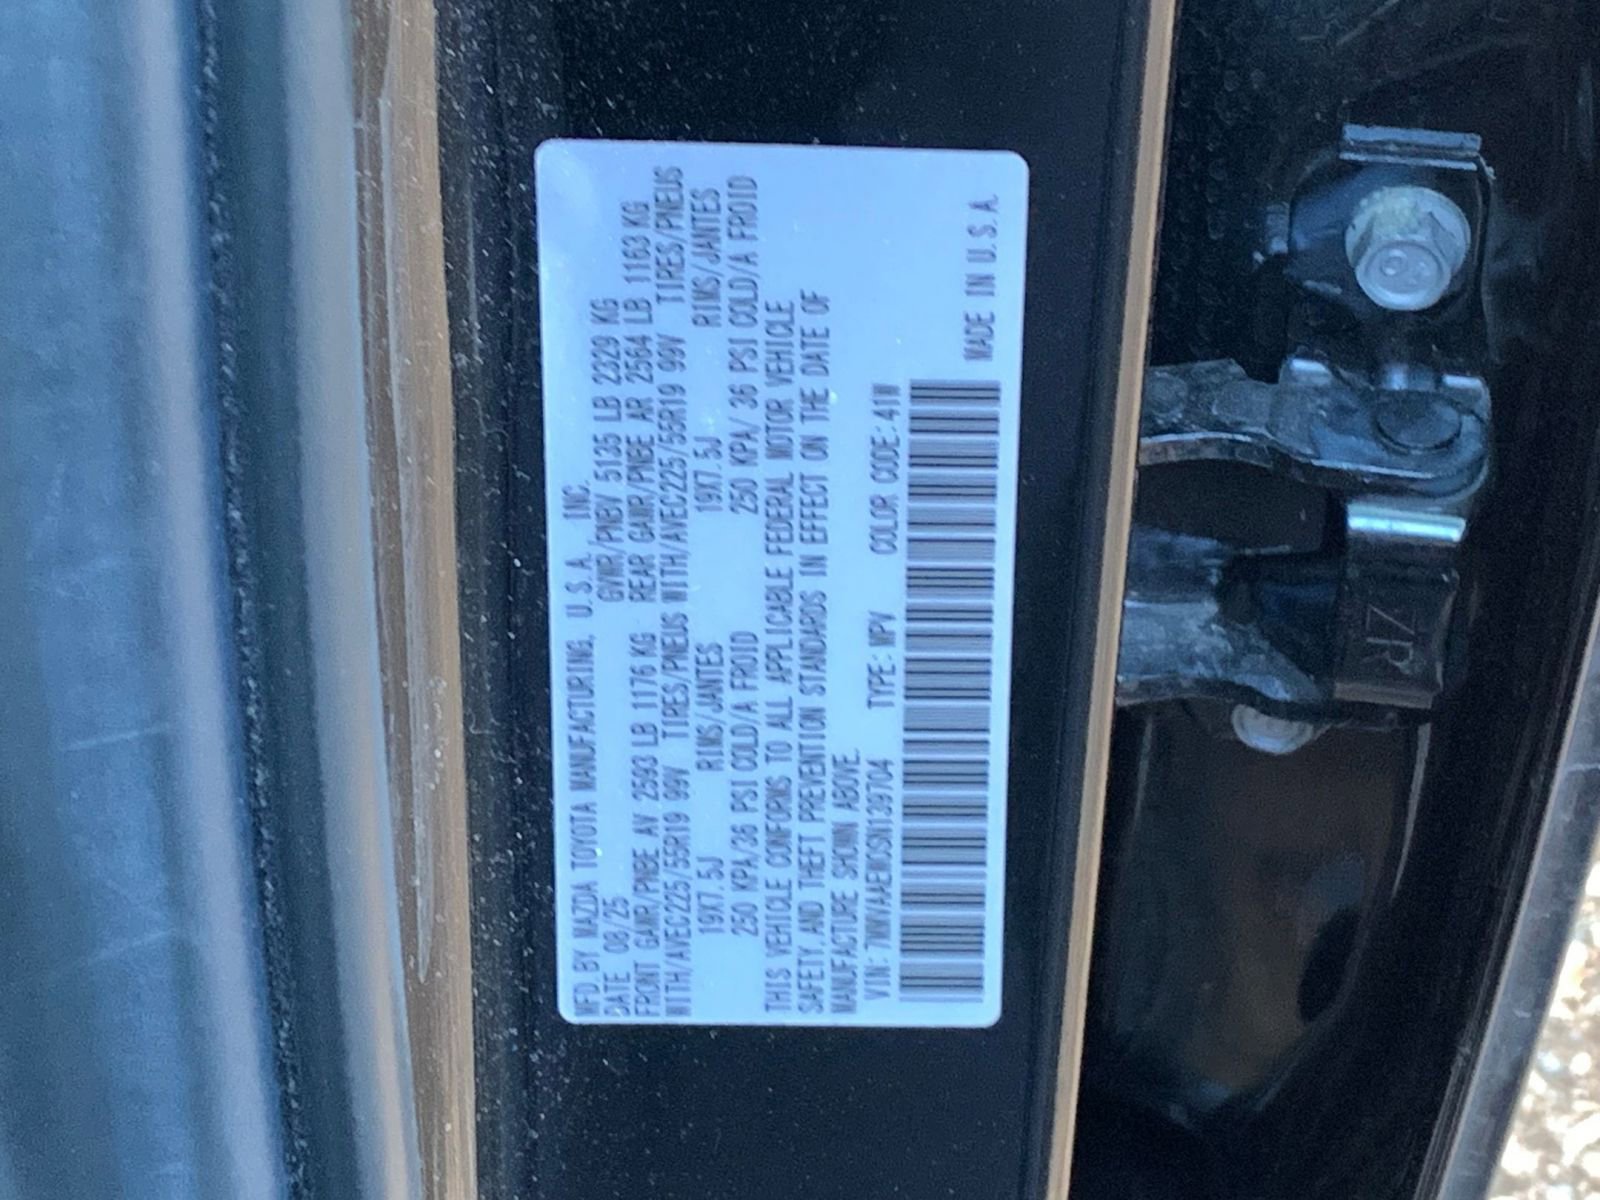 MFD.BY MAZDA TOYOTA MANUFACTURING, U.S.A., INC.
DATE 08/25 GVWR/PNBV 5135 LB 2329 KG
FRONT GAWR/PNBE AV 2593 LB 1176 KG REAR GAWR/PNBE AR 2564 LB 1163 KG
WITH/AVEC225/55R19 99V TIRES/PNEUS WITH/AVEC225/55R19 99V TIRES/PNEUS
19X7.5J RIMS/JANTES 19X7.5J RIMS/JANTES
250 KPA/36 PSI COLD/A FROID 250 KPA/36 PSI COLD/A FROID
THIS VEHICLE CONFORMS TO ALL APPLICABLE FEDERAL MOTOR VEHICLE
SAFETY,AND THEFT PREVENTION STANDARDS IN EFFECT ON THE DATE OF
MANUFACTURE SHOWN ABOVE.
VIN: TYPE: MPV COLOR CODE: 41W
MADE IN U.S.A.
ZR